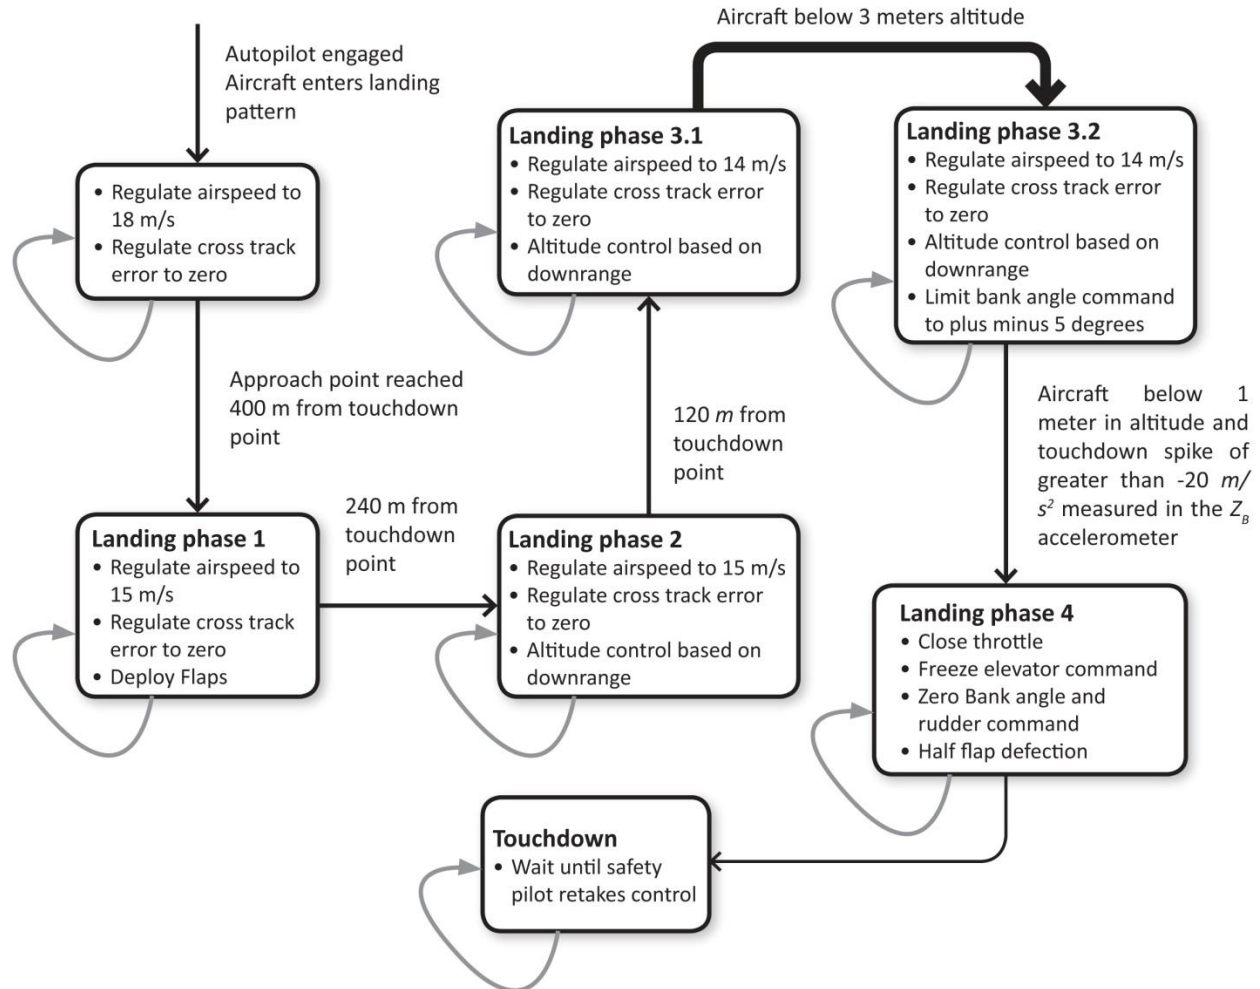 Autopilot engaged
Aircraft enters landing
pattern
• Regulate airspeed to
18 m/s
• Regulate cross track
error to zero
Approach point reached
400 m from touchdown
point
Landing phase 1
• Regulate airspeed to
15 m/s
• Regulate cross track
error to zero
• Deploy Flaps
240 m from
touchdown
point
Landing phase 2
• Regulate airspeed to 15 m/s
• Regulate cross track error
to zero
• Altitude control based on
downrange
120 m from
touchdown
point
Landing phase 3.1
• Regulate airspeed to 14 m/s
• Regulate cross track error
to zero
• Altitude control based on
downrange
Aircraft below 3 meters altitude
Landing phase 3.2
• Regulate airspeed to 14 m/s
• Regulate cross track error
to zero
• Altitude control based on
downrange
• Limit bank angle command
to plus minus 5 degrees
Aircraft below 1
meter in altitude and
touchdown spike of
greater than -20 m/
s² measured in the Z_B
accelerometer
Landing phase 4
• Close throttle
• Freeze elevator command
• Zero Bank angle and
rudder command
• Half flap defection
Touchdown
• Wait until safety
pilot retakes control